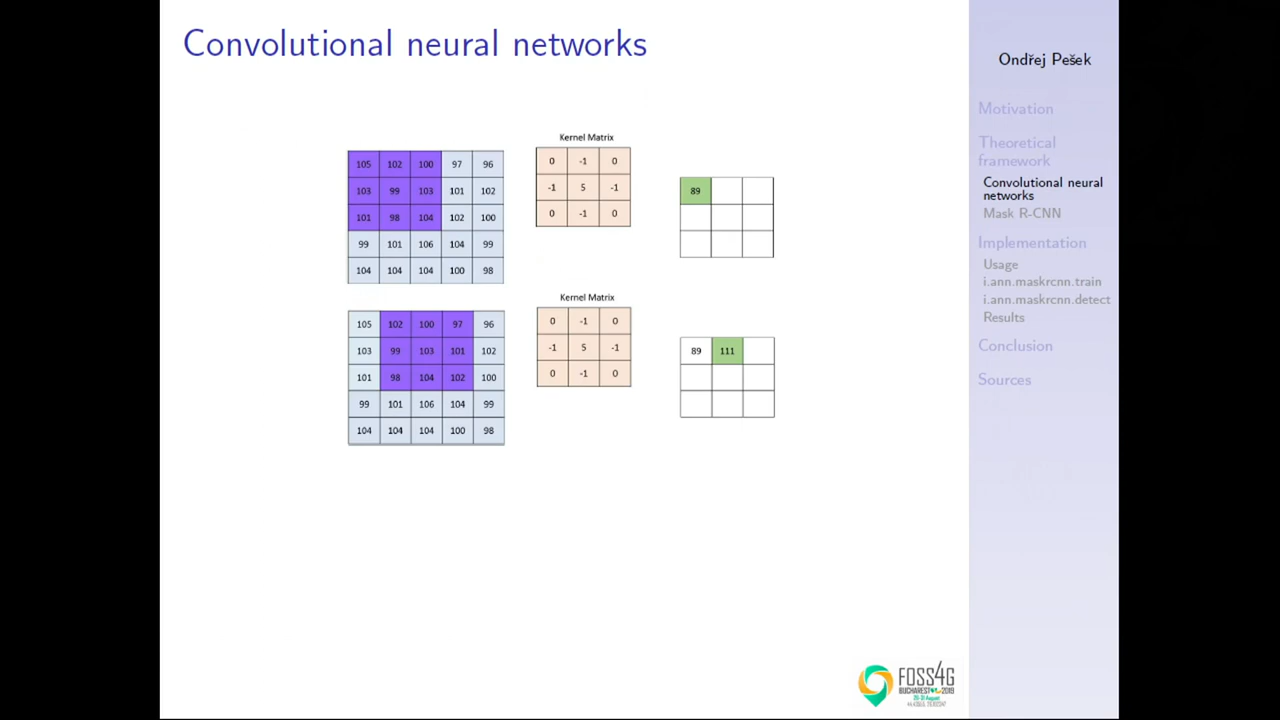 Convolutional neural networks
Kernel Matrix
105 102 100 97 96
103 99 103 101 102
101 98 104 102 100
99 101 106 104 99
104 104 104 100 98
0 -1 0
-1 5 -1
0 -1 0
89
Kernel Matrix
105 102 100 97 96
103 99 103 101 102
101 98 104 102 100
99 101 106 104 99
104 104 104 100 98
0 -1 0
-1 5 -1
0 -1 0
89 111
Ondřej Pešek
Motivation
Theoretical
framework
Convolutional neural
networks
Mask R-CNN
Implementation
Usage
i.ann.maskrcnn.train
i.ann.maskrcnn.detect
Results
Conclusion
Sources
FOSS4G
BUCHAREST 2019